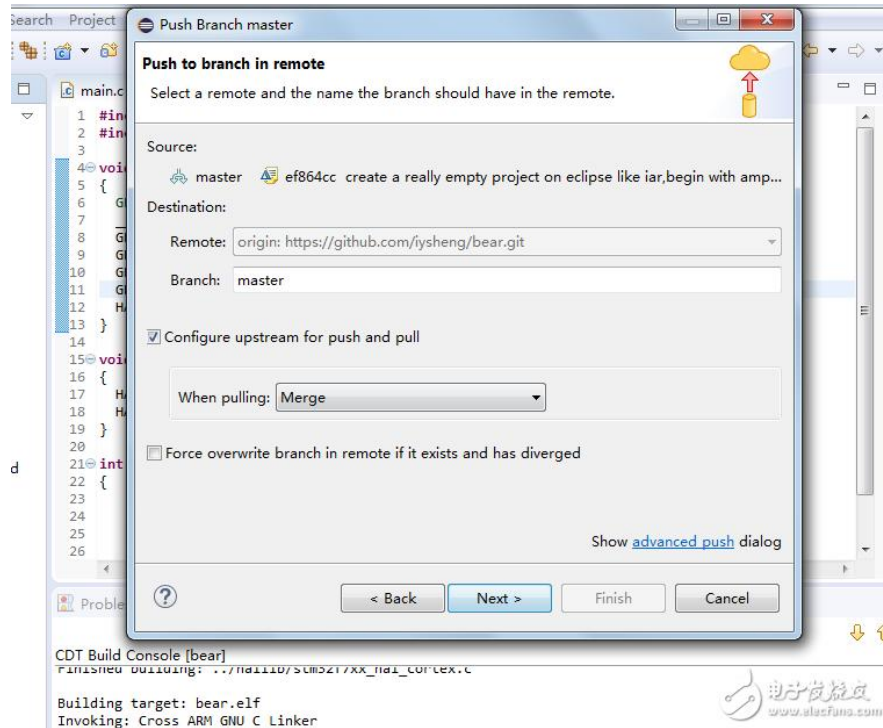 Search Project
Push Branch master
Push to branch in remote
Select a remote and the name the branch should have in the remote.
Source:
master ef864cc create a really empty project on eclipse like iar,begin with amp...
Destination:
Remote: origin: https://github.com/iysheng/bear.git
Branch: master
Configure upstream for push and pull
When pulling: Merge
Force overwrite branch in remote if it exists and has diverged
Show advanced push dialog
< Back Next > Finish Cancel
main.c
1 #in
2 #in
3
4 voi
5 {
6 G
7
8 G
9 G
10 G
11 G
12 H
13 }
14
15 voi
16 {
17 H
18 H
19 }
20
21 int
22 {
23
24
25
26
d
Proble
CDT Build Console [bear]
Finished building: ../hallib/stm32f7xx_hal_cortex.c
Building target: bear.elf
Invoking: Cross ARM GNU C Linker
电子发烧友
www.elecfans.com